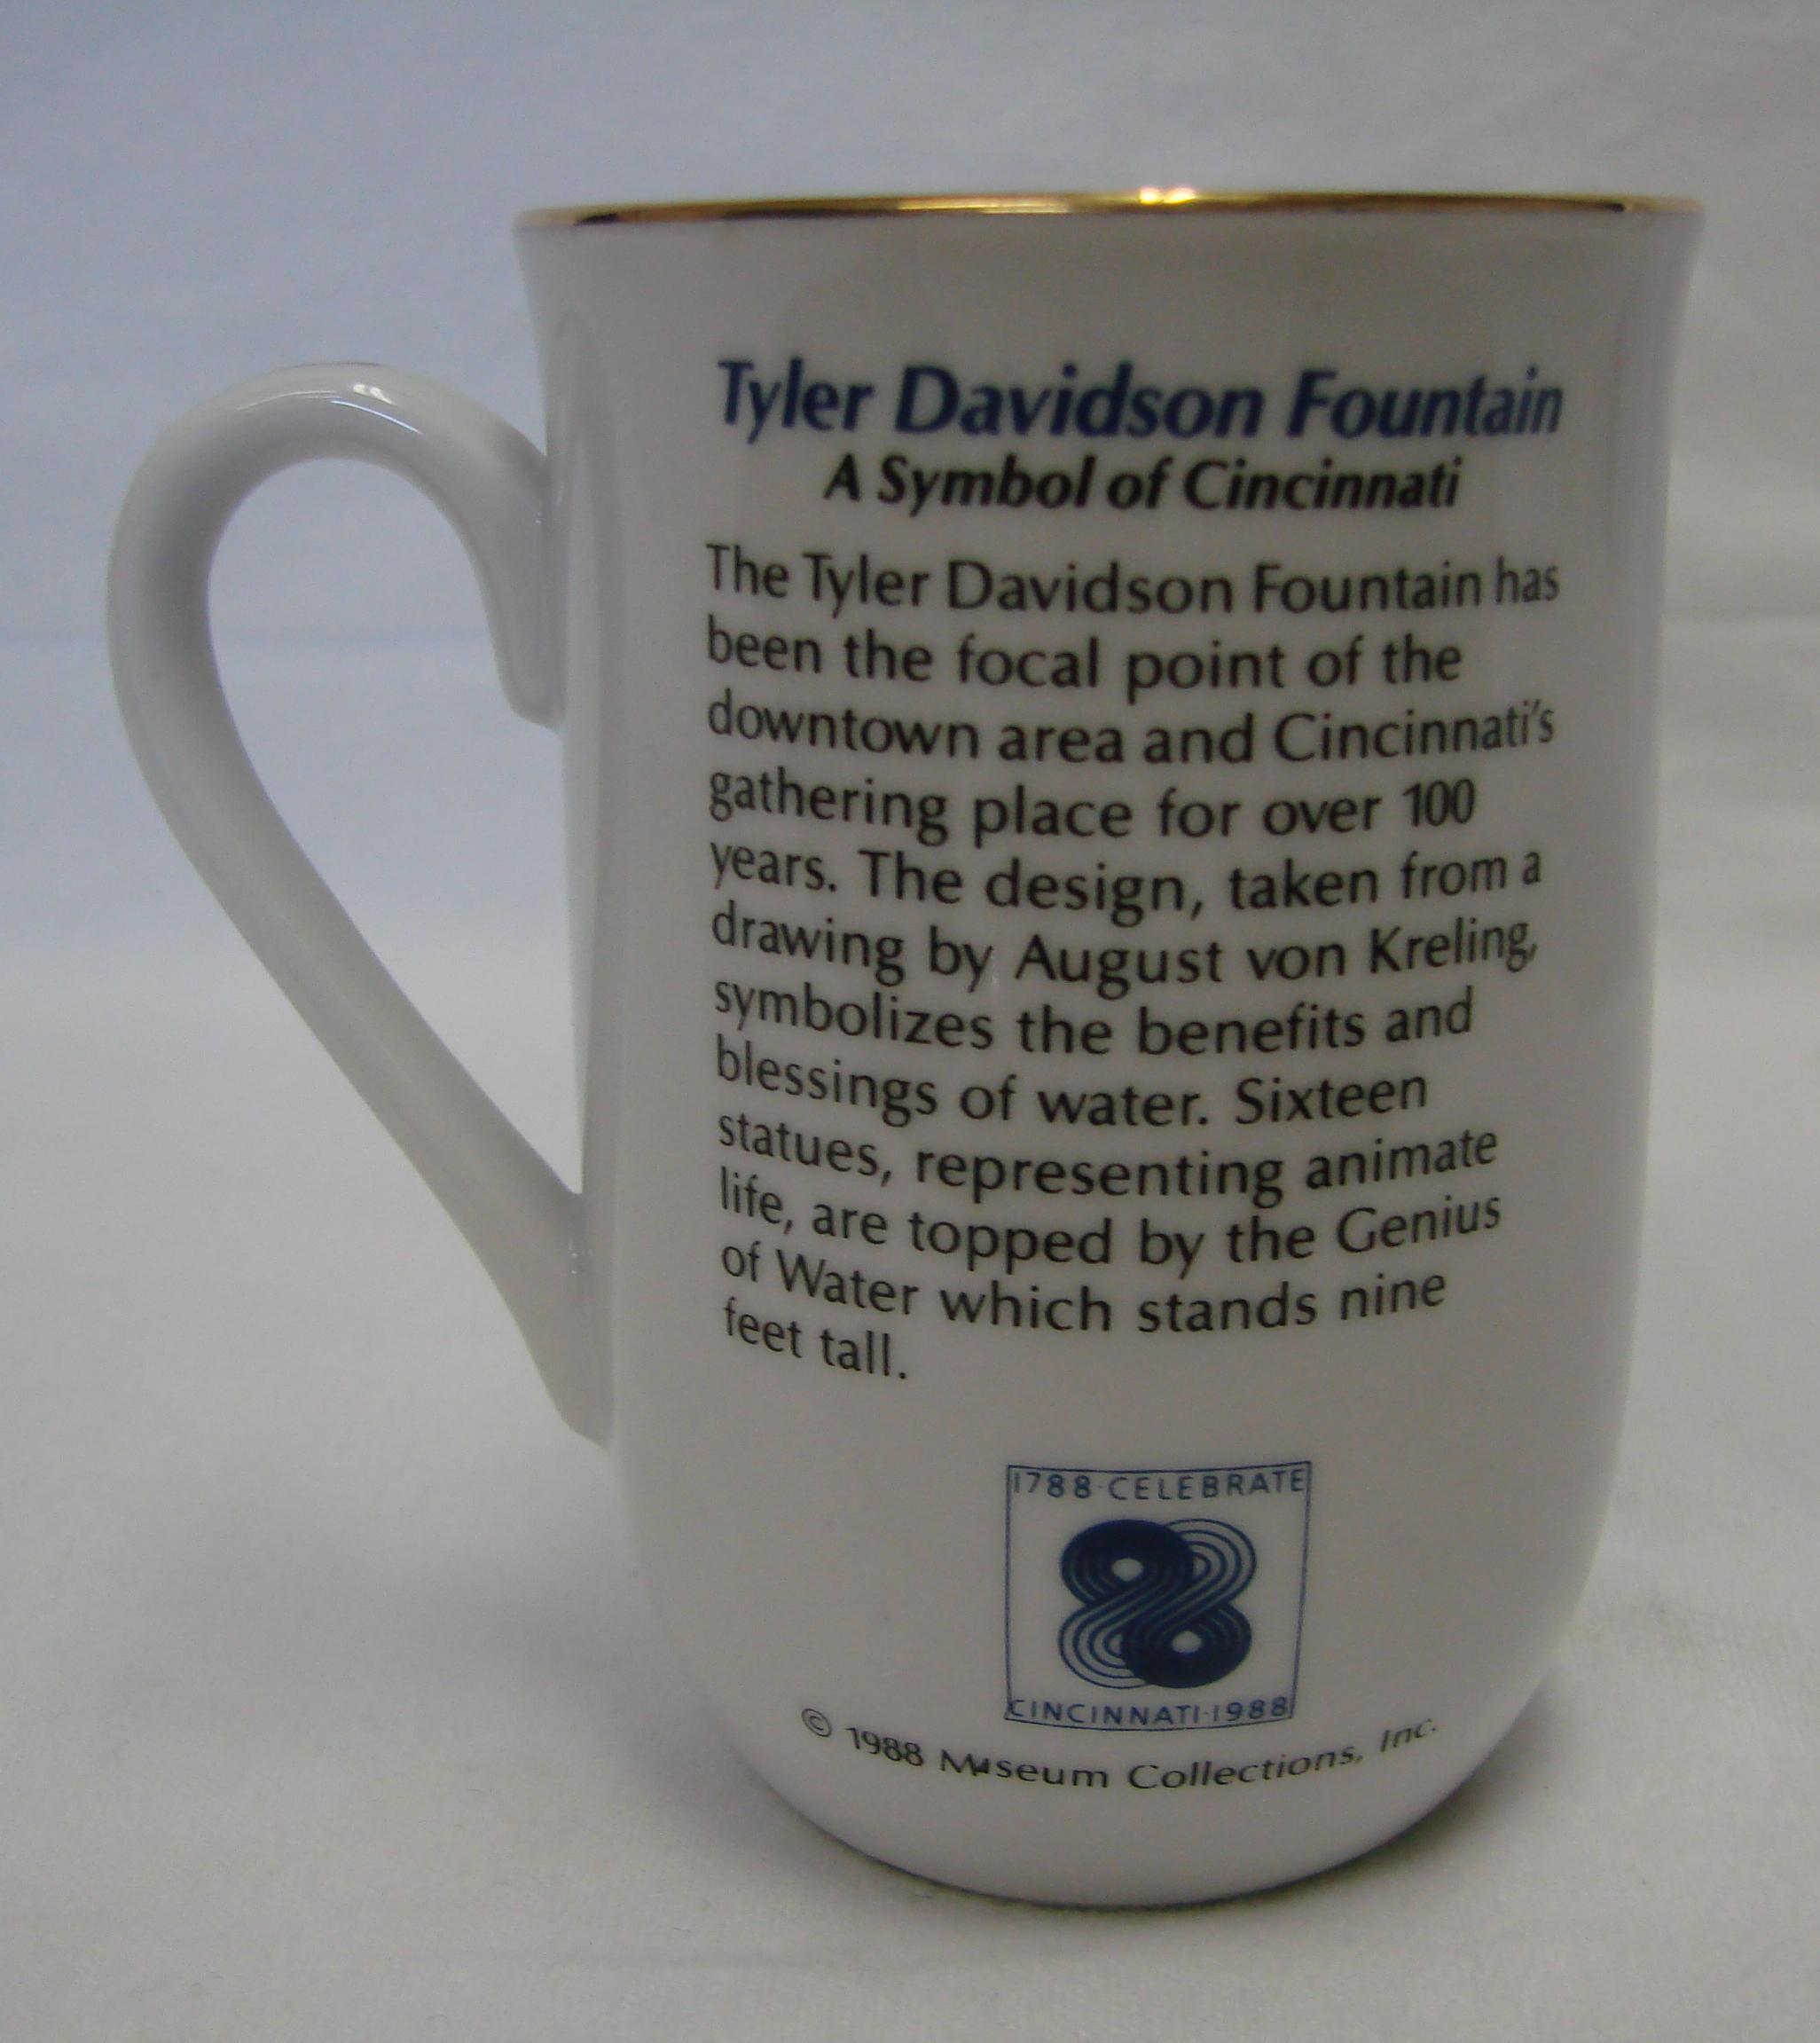 Tyler Davidson Fountain
A Symbol of Cincinnati
The Tyler Davidson Fountain has
been the focal point of the
downtown area and Cincinnati's
gathering place for over 100
years. The design, taken from a
drawing by August von Kreling,
symbolizes the benefits and
blessings of water. Sixteen
statues, representing animate
life, are topped by the Genius
of Water which stands nine
feet tall.
1788·CELEBRATE
88
CINCINNATI·1988
© 1988 Museum Collections, Inc.